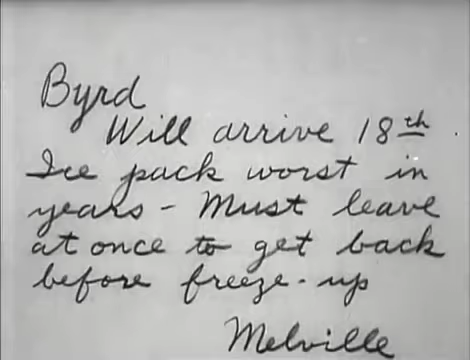 Byrd
Will arrive 18th
Ice pack worst in
years - Must leave
at once to get back
before freeze-up
Melville